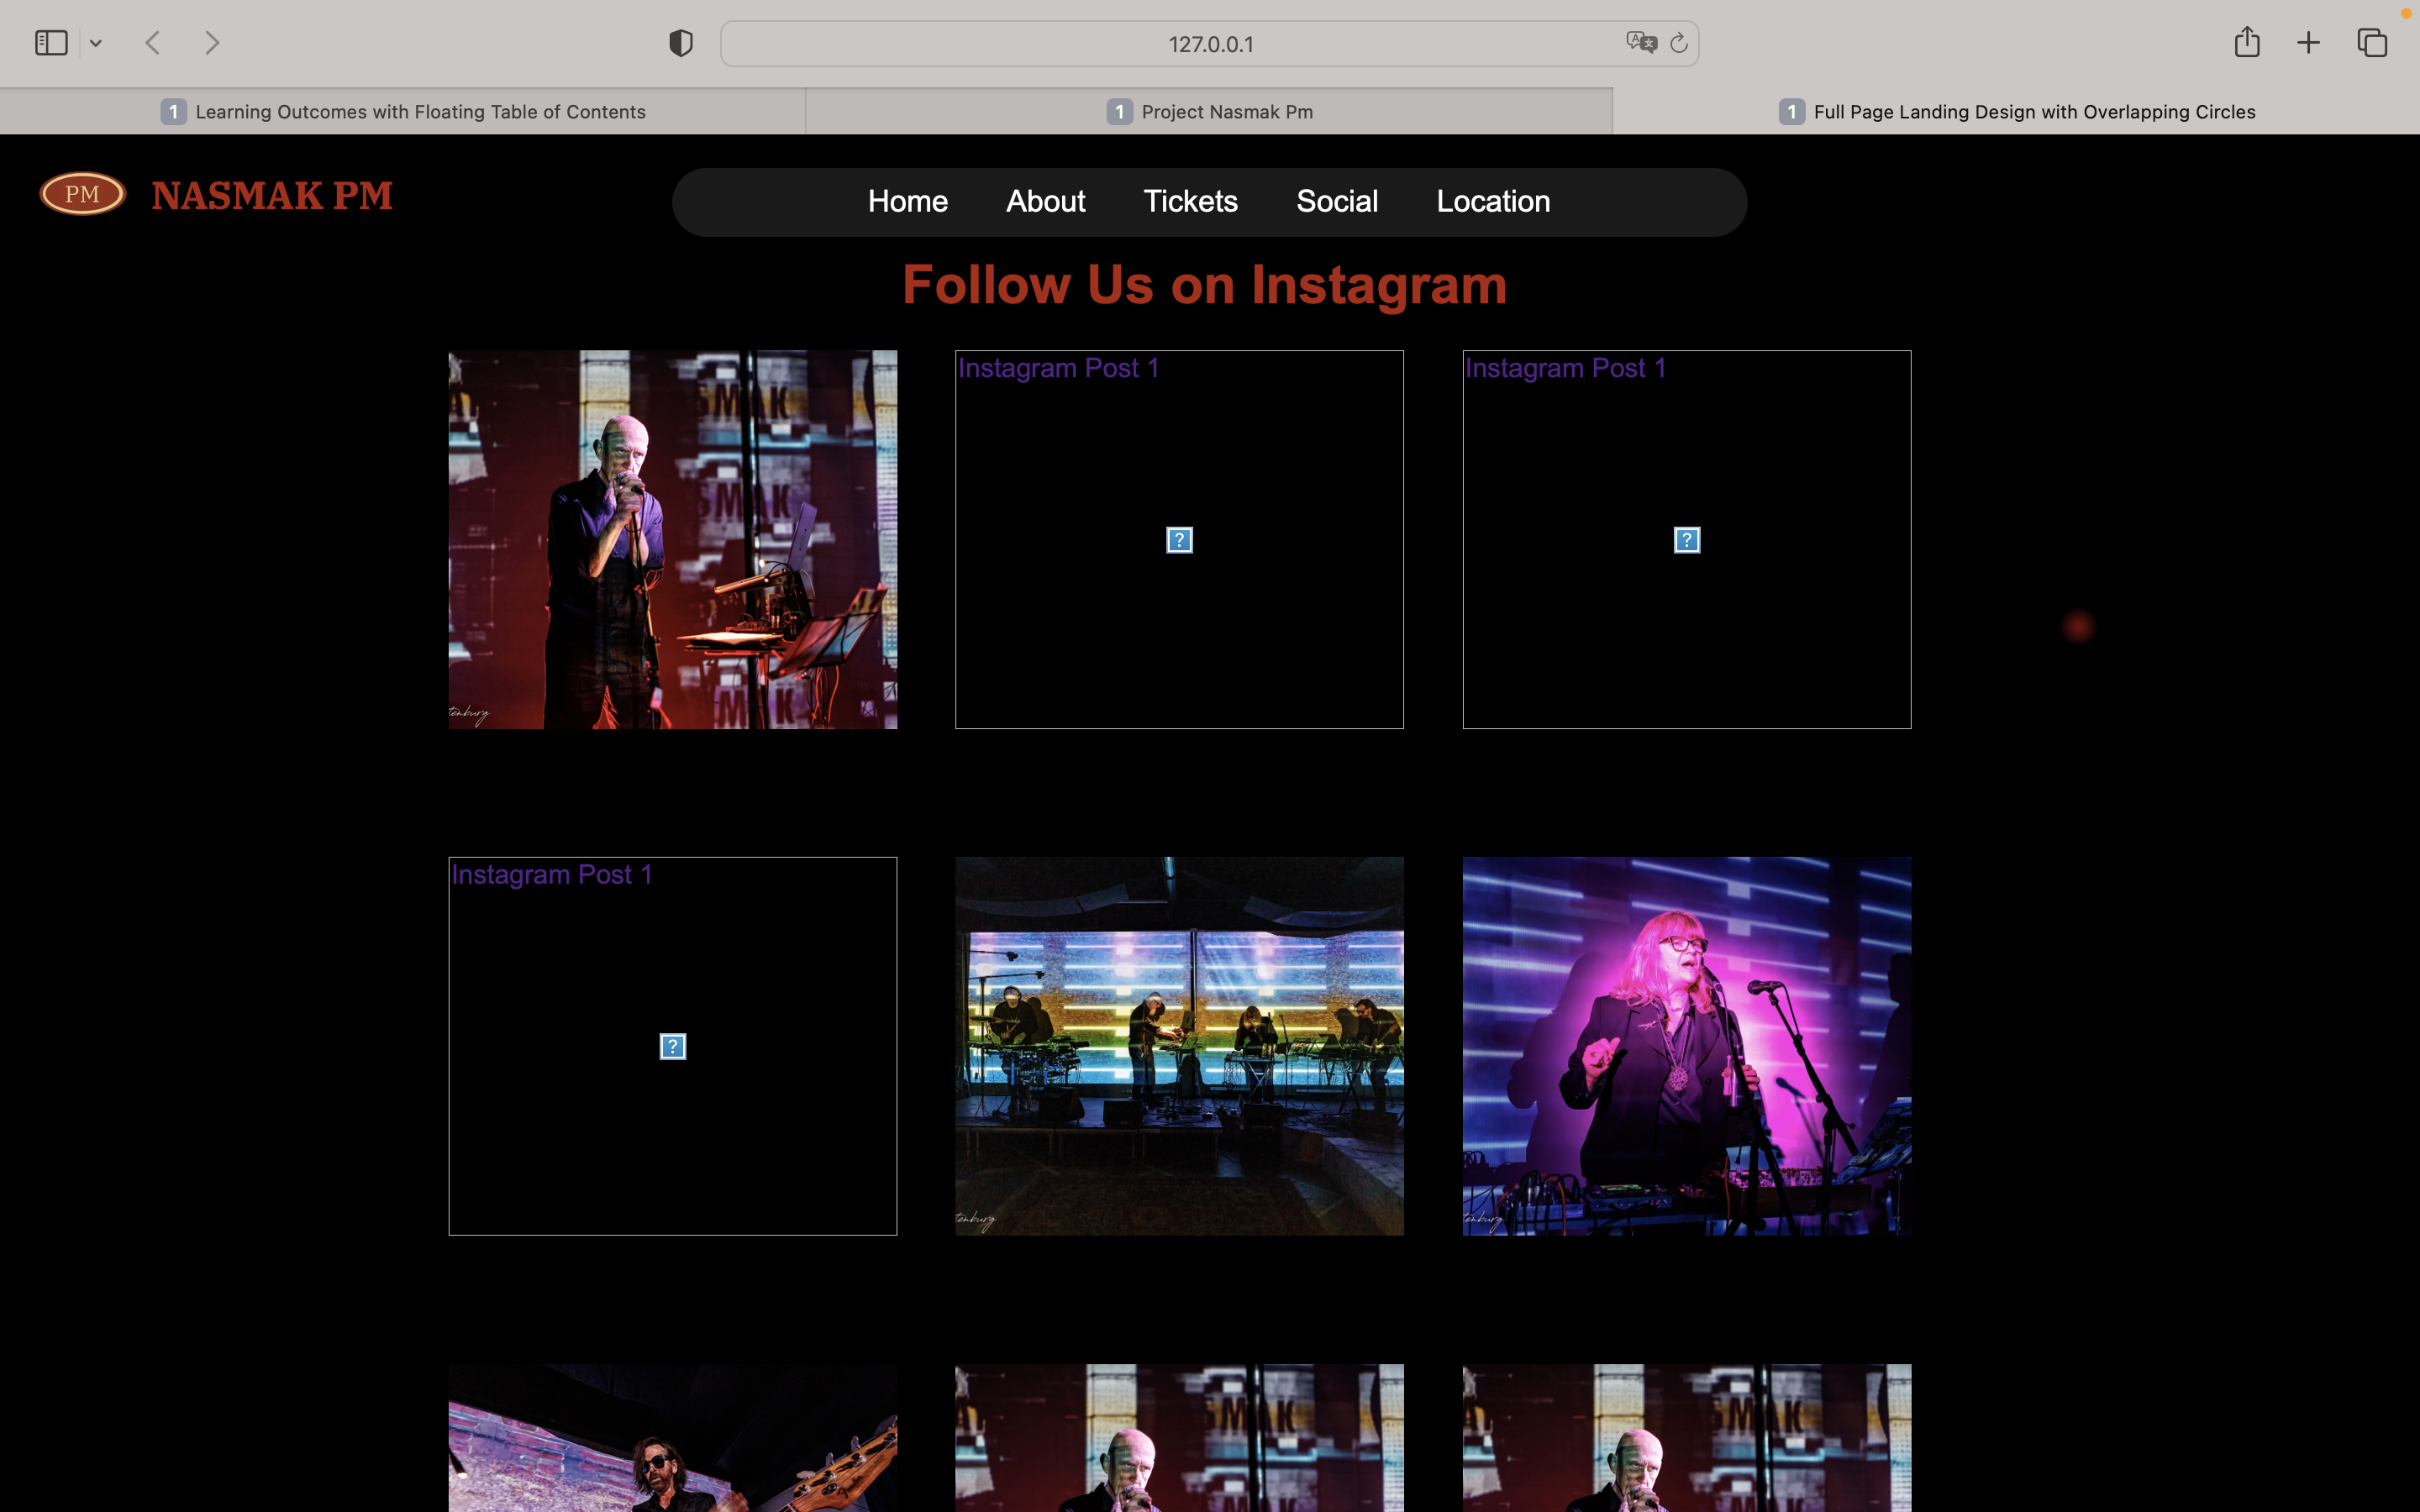 127.0.0.1
1 Learning Outcomes with Floating Table of Contents
1 Project Nasmak Pm
1 Full Page Landing Design with Overlapping Circles
PM NASMAK PM
Home About Tickets Social Location
Follow Us on Instagram
Instagram Post 1
Instagram Post 1
Instagram Post 1